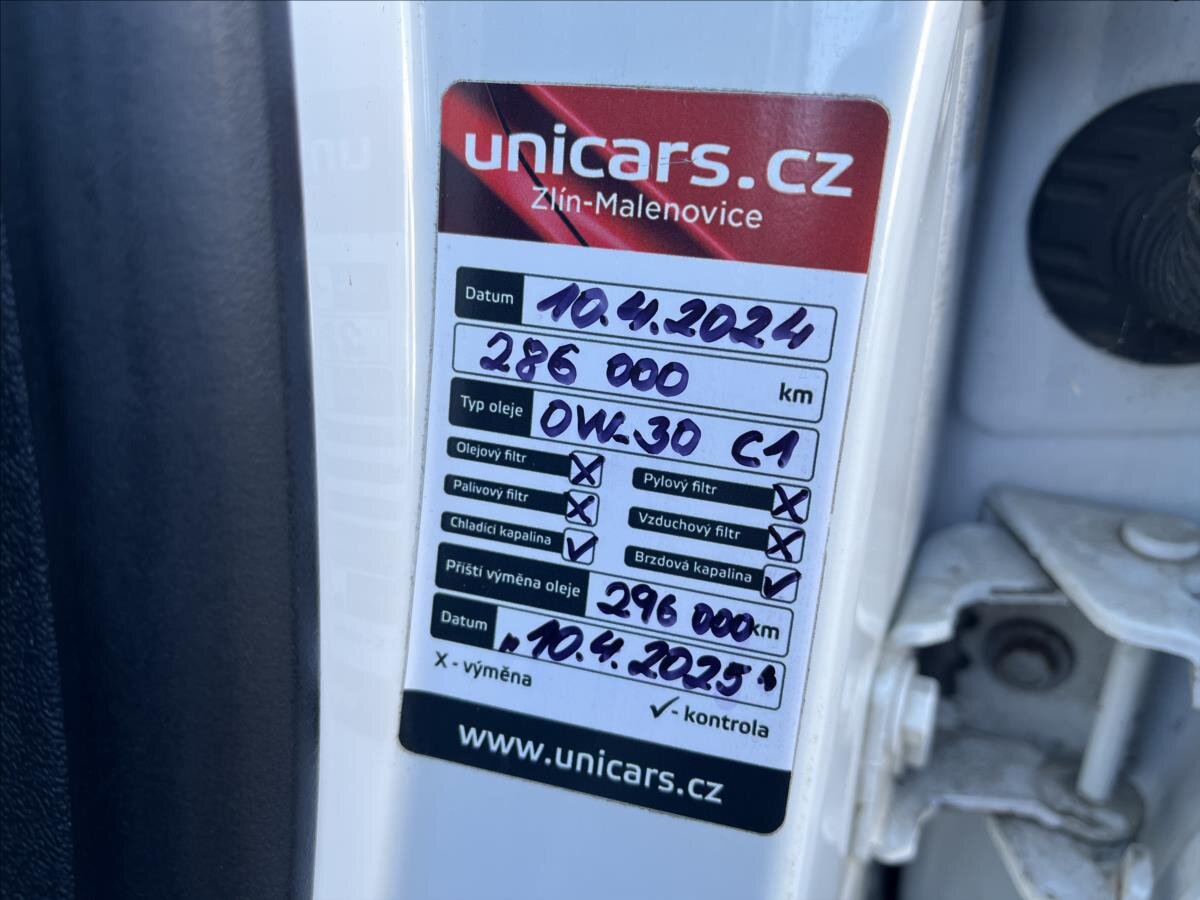 unicars.cz
Zlín-Malenovice
Datum 10.4.2024
286 000 km
Typ oleje 0W-30 C1
Olejový filtr X Pylový filtr X
Palivový filtr X Vzduchový filtr X
Chladící kapalina ✓ Brzdová kapalina ✓
Příští výměna oleje 296 000 km
Datum "10.4.2025"
X - výměna ✓- kontrola
www.unicars.cz